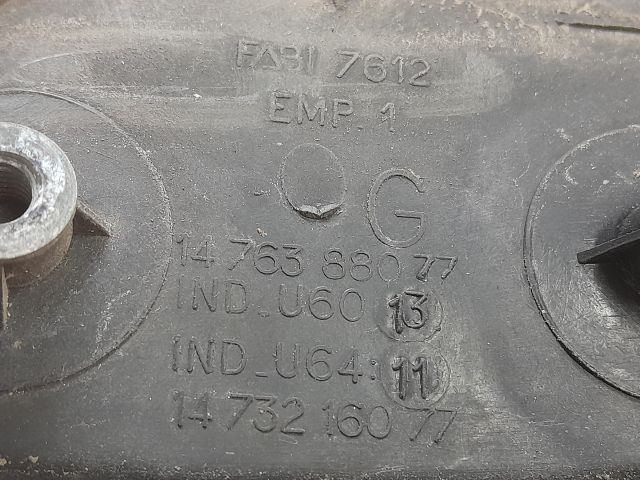 FABI 7612
EMP. 1
G
14 763 880 77
IND_U60 13
IND_U64: 11
14 732 160 77